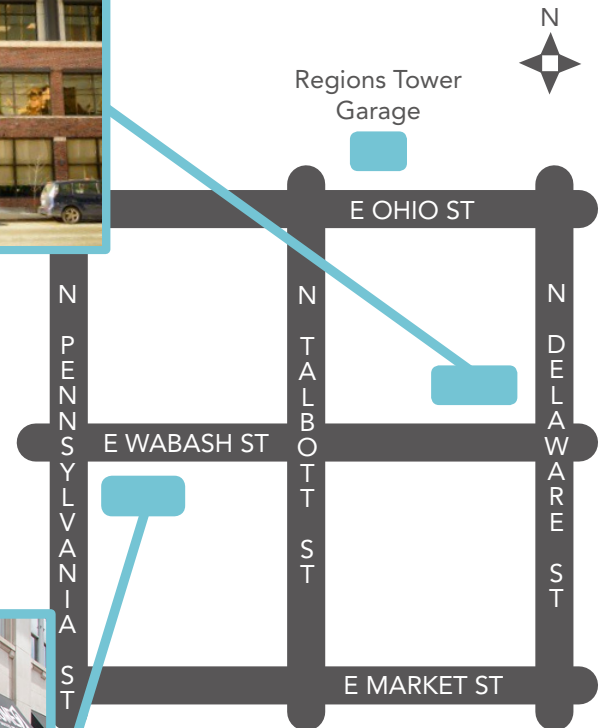 N
Regions Tower
Garage
E OHIO ST
N PENNSYLVANIA ST
N TALBOTT ST
N DELAWARE ST
E WABASH ST
E MARKET ST